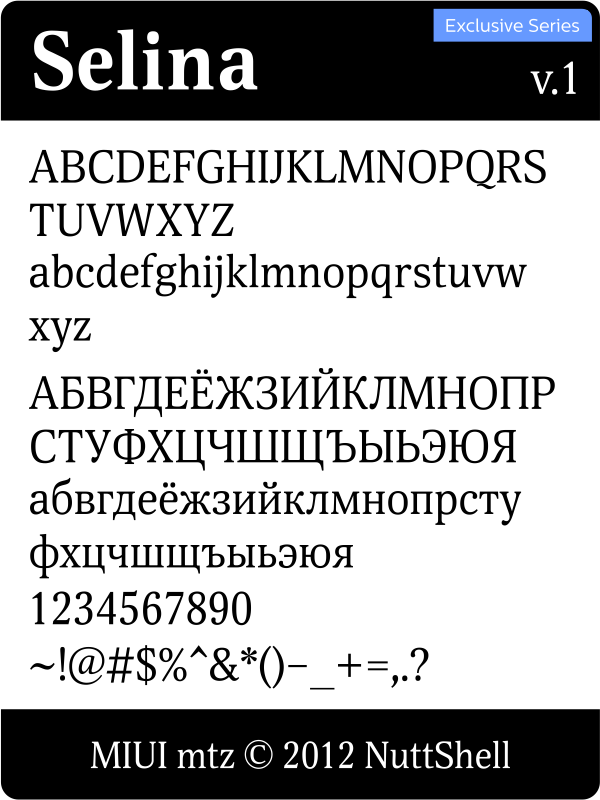 Exclusive Series
Selina
v.1
ABCDEFGHIJKLMNOPQRS
TUVWXYZ
abcdefghijklmnopqrstuvw
xyz
АБВГДЕЁЖЗИЙКЛМНОПР
СТУФХЦЧШЩЪЫЬЭЮЯ
абвгдеёжзийклмнопрсту
фхцчшщъыьэюя
1234567890
~!@#$%^&*()–_+=,.?
MIUI mtz © 2012 NuttShell